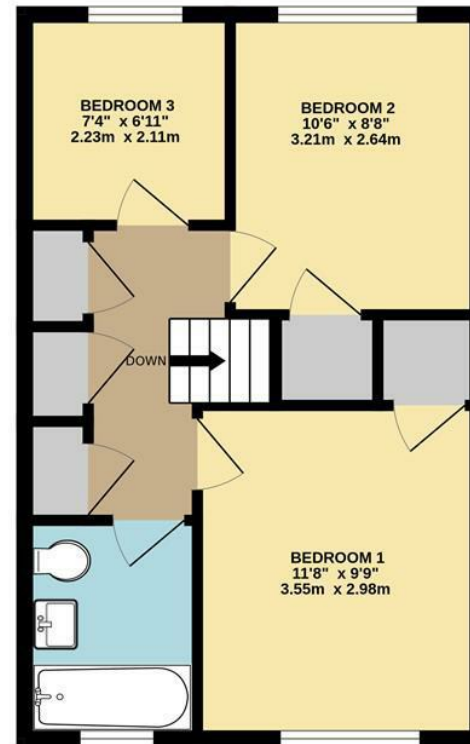 BEDROOM 3
7'4" x 6'11"
2.23m x 2.11m
BEDROOM 2
10'6" x 8'8"
3.21m x 2.64m
DOWN
BEDROOM 1
11'8" x 9'9"
3.55m x 2.98m